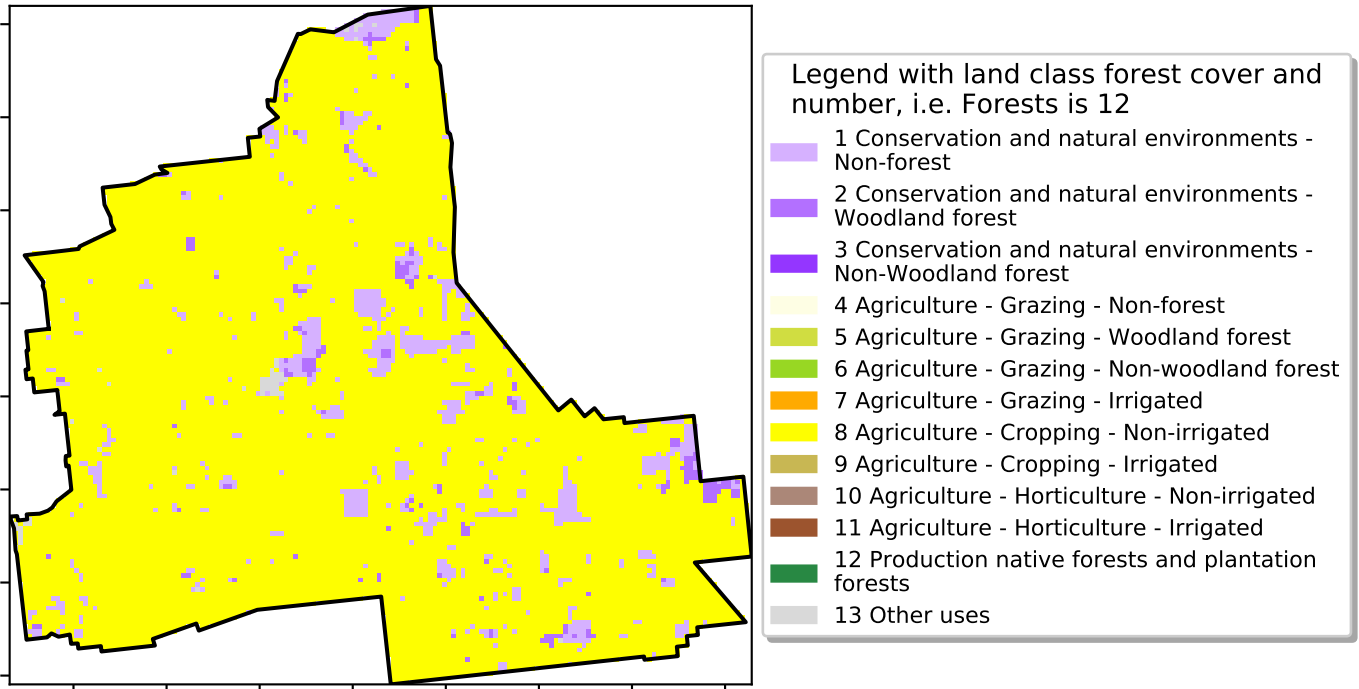 Legend with land class forest cover and
number, i.e. Forests is 12
1 Conservation and natural environments -
Non-forest
2 Conservation and natural environments -
Woodland forest
3 Conservation and natural environments -
Non-Woodland forest
4 Agriculture - Grazing - Non-forest
5 Agriculture - Grazing - Woodland forest
6 Agriculture - Grazing - Non-woodland forest
7 Agriculture - Grazing - Irrigated
8 Agriculture - Cropping - Non-irrigated
9 Agriculture - Cropping - Irrigated
10 Agriculture - Horticulture - Non-irrigated
11 Agriculture - Horticulture - Irrigated
12 Production native forests and plantation
forests
13 Other uses